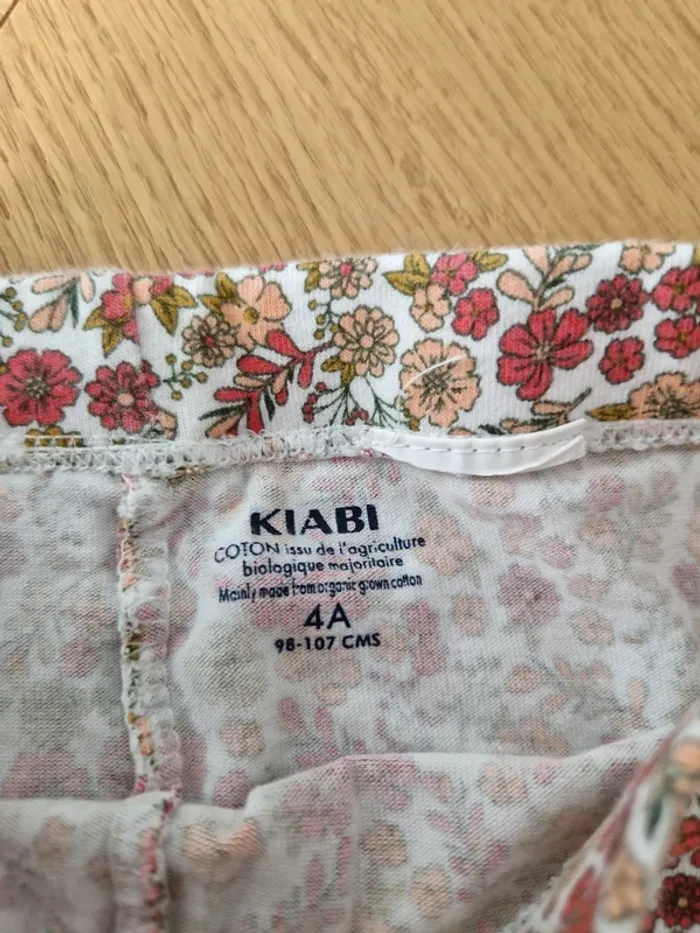 KIABI
COTON issu de l'agriculture
biologique majoritaire
Mainly made from organic grown cotton
4A
98-107 CMS